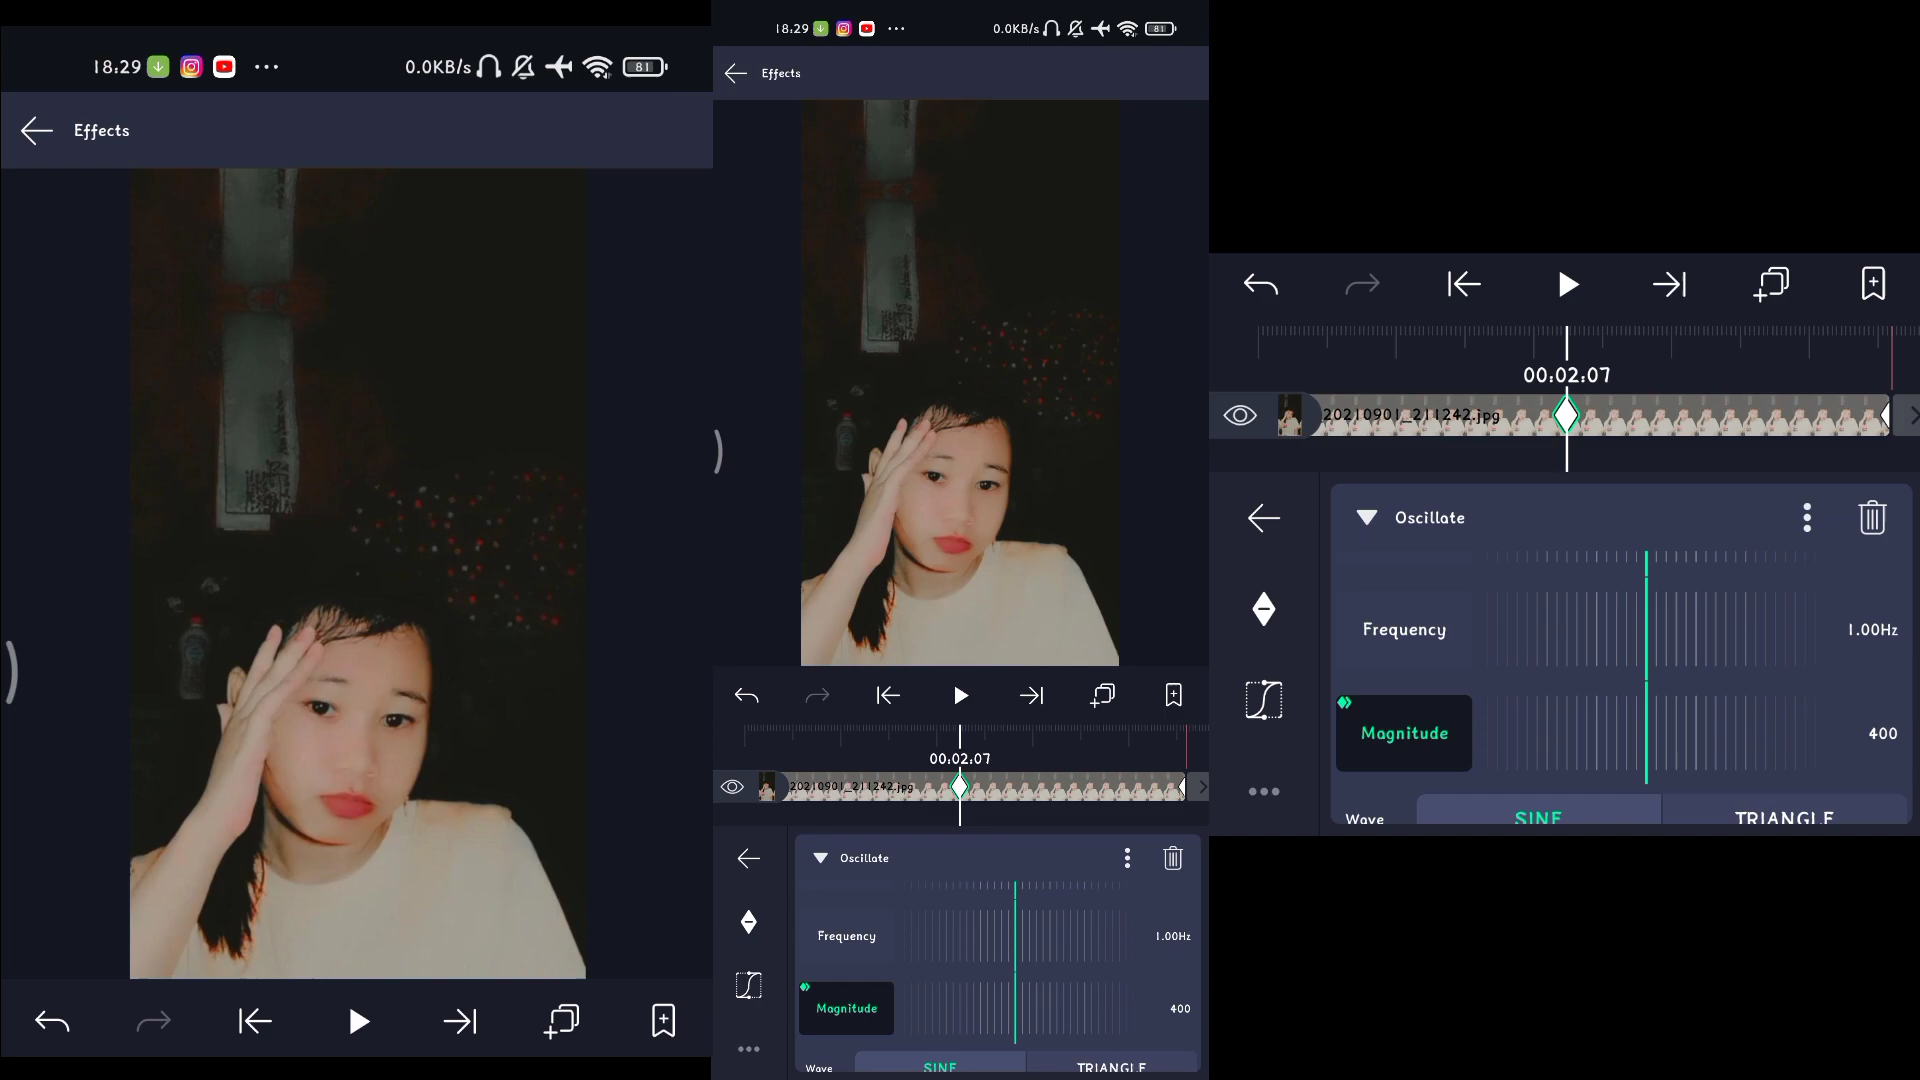 18:29 ... 0.0KB/s 81
Effects
18:29 ... 0.0KB/s 81
Effects
00:02:07
20210901_211242.jpg
Oscillate
Frequency 1.00Hz
Magnitude 400
Wave SINE TRIANGLE
00:02:07
20210901_211242.jpg
Oscillate
Frequency 1.00Hz
Magnitude 400
Wave SINE TRIANGLE